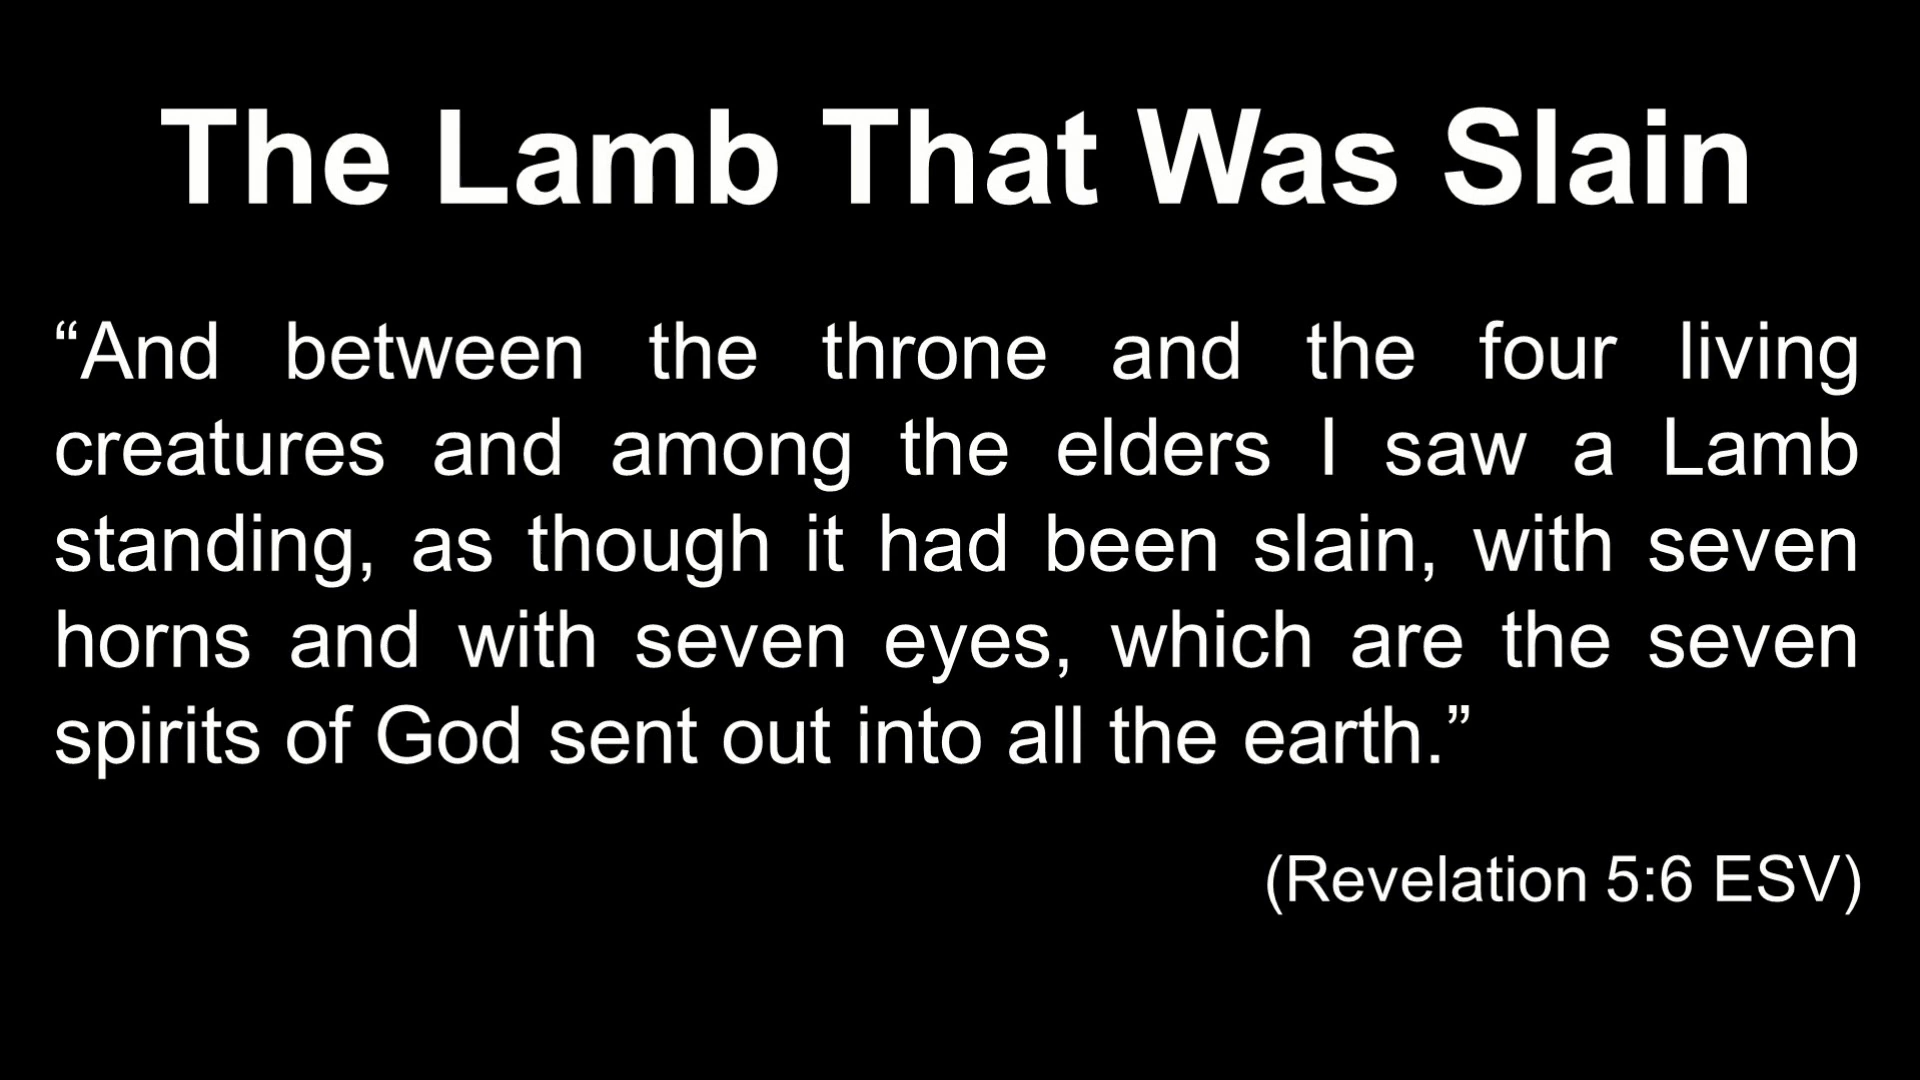 The Lamb That Was Slain
“And between the throne and the four living
creatures and among the elders I saw a Lamb
standing, as though it had been slain, with seven
horns and with seven eyes, which are the seven
spirits of God sent out into all the earth.”
(Revelation 5:6 ESV)